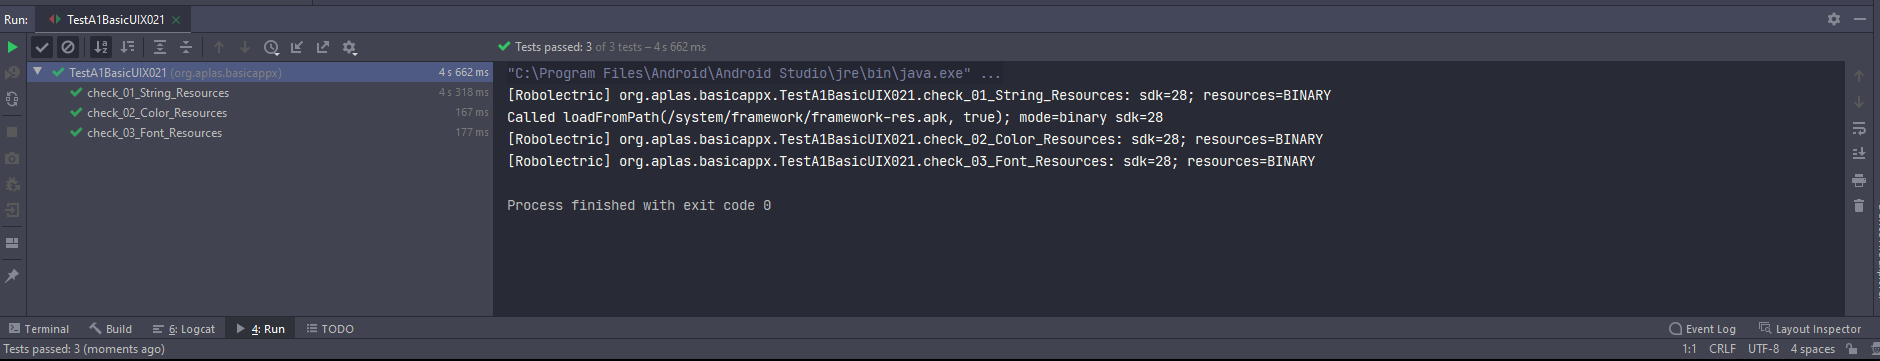 Run: TestA1BasicUIX021
Tests passed: 3 of 3 tests – 4 s 662 ms
TestA1BasicUIX021 (org.aplas.basicappx) 4 s 662 ms
check_01_String_Resources 4 s 318 ms
check_02_Color_Resources 167 ms
check_03_Font_Resources 177 ms
"C:\Program Files\Android\Android Studio\jre\bin\java.exe" ...
[Robolectric] org.aplas.basicappx.TestA1BasicUIX021.check_01_String_Resources: sdk=28; resources=BINARY
Called loadFromPath(/system/framework/framework-res.apk, true); mode=binary sdk=28
[Robolectric] org.aplas.basicappx.TestA1BasicUIX021.check_02_Color_Resources: sdk=28; resources=BINARY
[Robolectric] org.aplas.basicappx.TestA1BasicUIX021.check_03_Font_Resources: sdk=28; resources=BINARY
Process finished with exit code 0
Terminal Build 6: Logcat 4: Run TODO Event Log Layout Inspector
Tests passed: 3 (moments ago) 1:1 CRLF UTF-8 4 spaces